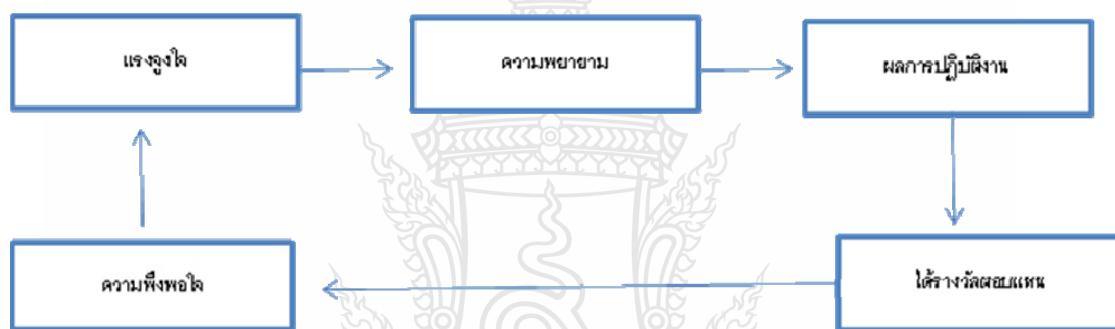 แรงจูงใจ
ความพยายาม
ผลการปฏิบัติงาน
ความพึงพอใจ
ได้รางวัลตอบแทน